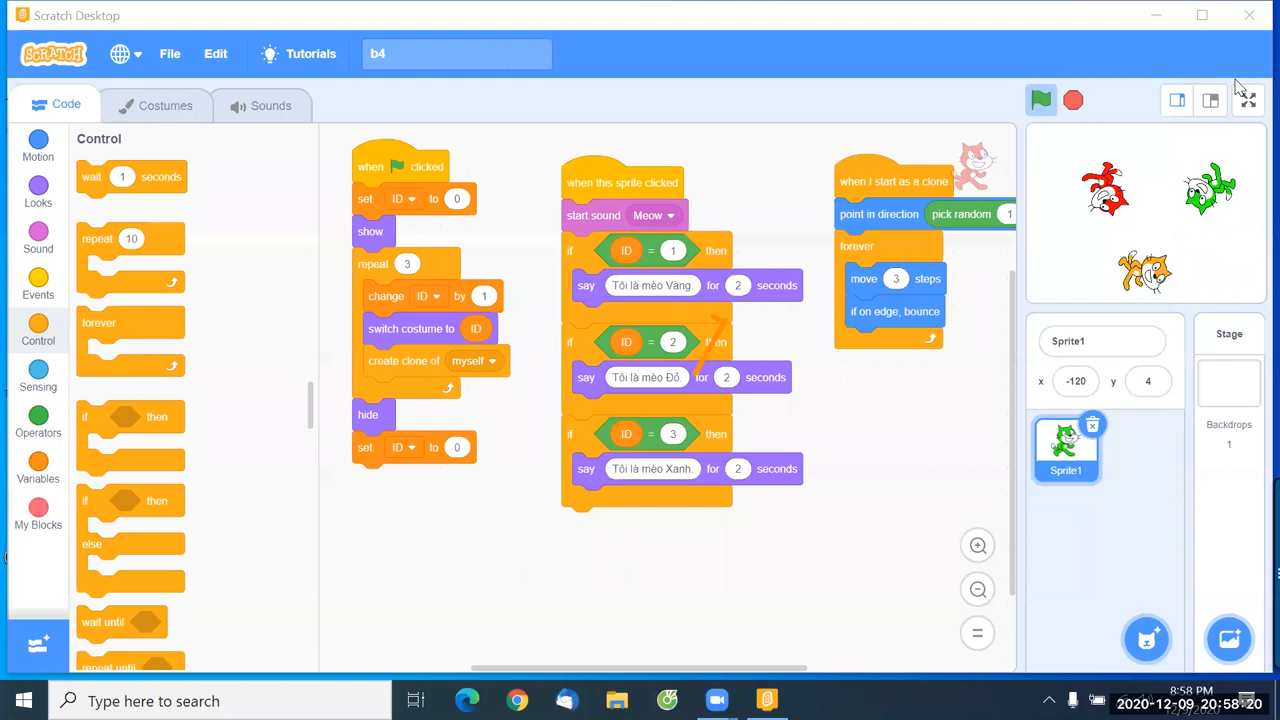 Scratch Desktop
SCRATCH
File
Edit
Tutorials
b4
Code
Costumes
Sounds
Motion
Looks
Sound
Events
Control
Sensing
Operators
Variables
My Blocks
Control
wait 1 seconds
repeat 10
forever
if then
if then
else
wait until
repeat until
when clicked
set ID to 0
show
repeat 3
change ID by 1
switch costume to ID
create clone of myself
hide
set ID to 0
when this sprite clicked
start sound Meow
if ID = 1 then
say Tôi là mèo Vàng. for 2 seconds
if ID = 2 then
say Tôi là mèo Đỏ. for 2 seconds
if ID = 3 then
say Tôi là mèo Xanh. for 2 seconds
when I start as a clone
point in direction pick random 1
forever
move 3 steps
if on edge, bounce
Sprite1
x -120 y 4
Sprite1
Stage
Backdrops
1
Type here to search
8:58 PM
2020-12-09 20:58:20